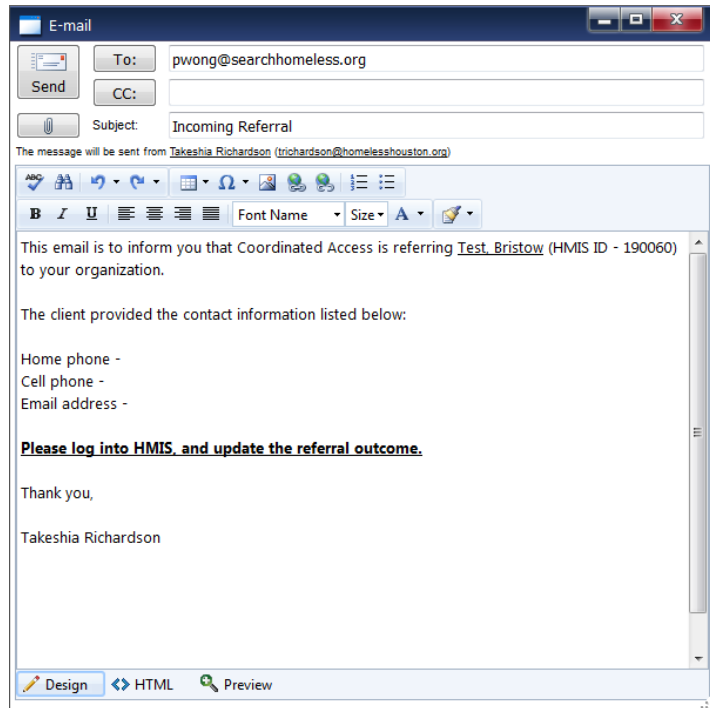 E-mail
Send
To:
pwong@searchhomeless.org
CC:
Subject:
Incoming Referral
The message will be sent from Takeshia Richardson (trichardson@homelesshouston.org)
ABC
Ω
B I U Font Name Size A
This email is to inform you that Coordinated Access is referring Test, Bristow (HMIS ID - 190060)
to your organization.
The client provided the contact information listed below:
Home phone -
Cell phone -
Email address -
Please log into HMIS, and update the referral outcome.
Thank you,
Takeshia Richardson
Design <> HTML Preview